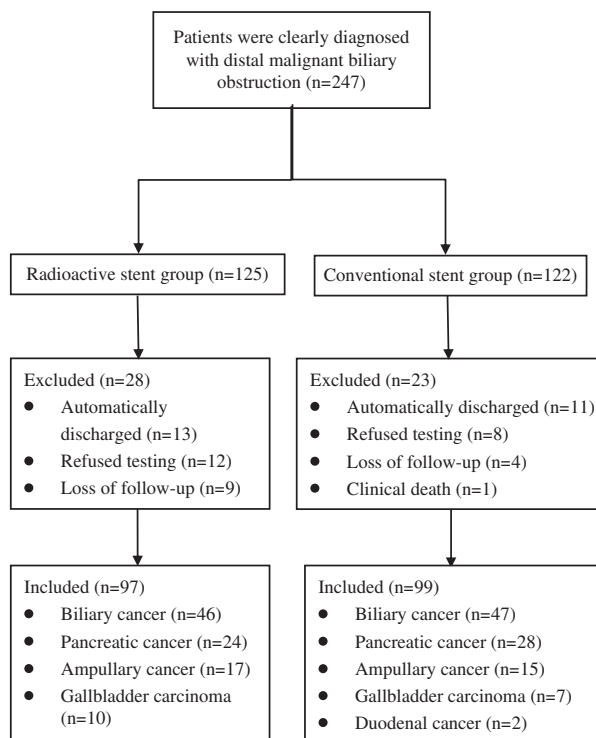 Patients were clearly diagnosed
with distal malignant biliary
obstruction (n=247)
Radioactive stent group (n=125)
Conventional stent group (n=122)
Excluded (n=28)
● Automatically
discharged (n=13)
● Refused testing (n=12)
● Loss of follow-up (n=9)
Excluded (n=23)
● Automatically discharged (n=11)
● Refused testing (n=8)
● Loss of follow-up (n=4)
● Clinical death (n=1)
Included (n=97)
● Biliary cancer (n=46)
● Pancreatic cancer (n=24)
● Ampullary cancer (n=17)
● Gallbladder carcinoma
(n=10)
Included (n=99)
● Biliary cancer (n=47)
● Pancreatic cancer (n=28)
● Ampullary cancer (n=15)
● Gallbladder carcinoma (n=7)
● Duodenal cancer (n=2)